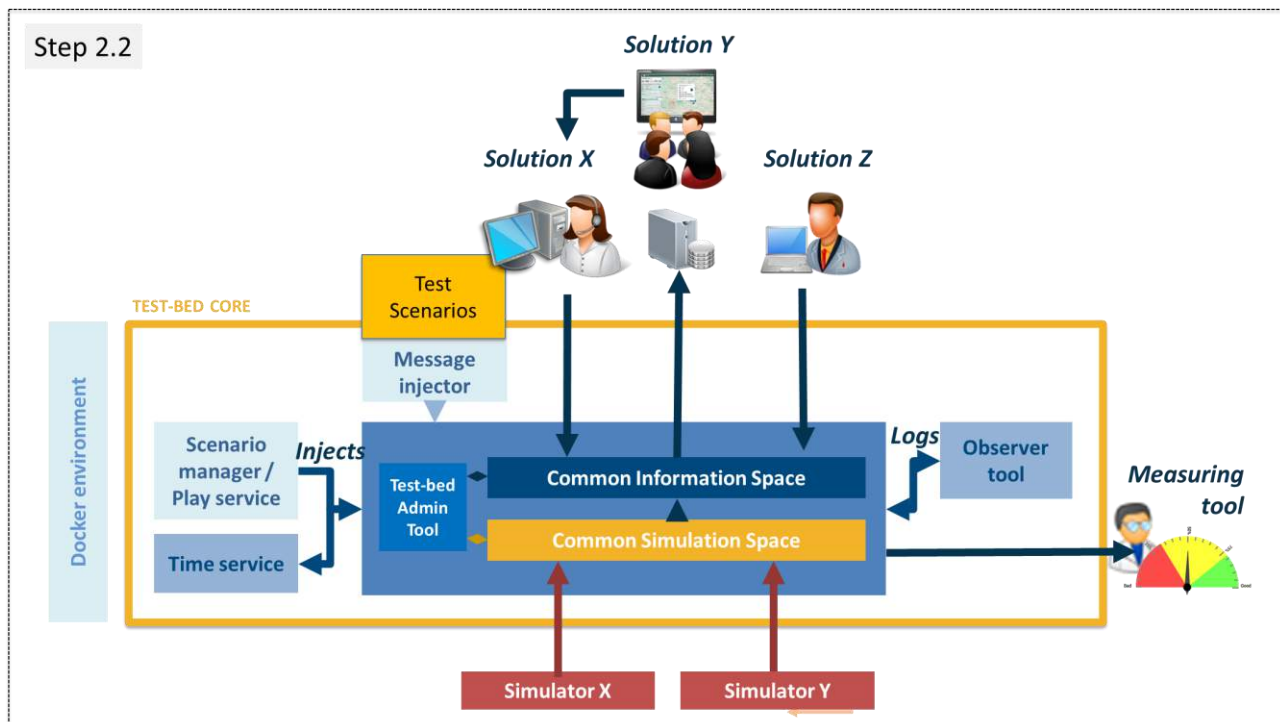 Step 2.2
Solution Y
Solution X
Solution Z
Test
Scenarios
TEST-BED CORE
Message
injector
Docker environment
Scenario
manager /
Play service
Injects
Time service
Test-bed
Admin
Tool
Common Information Space
Common Simulation Space
Logs
Observer
tool
Measuring
tool
Bad
Good
Simulator X
Simulator Y